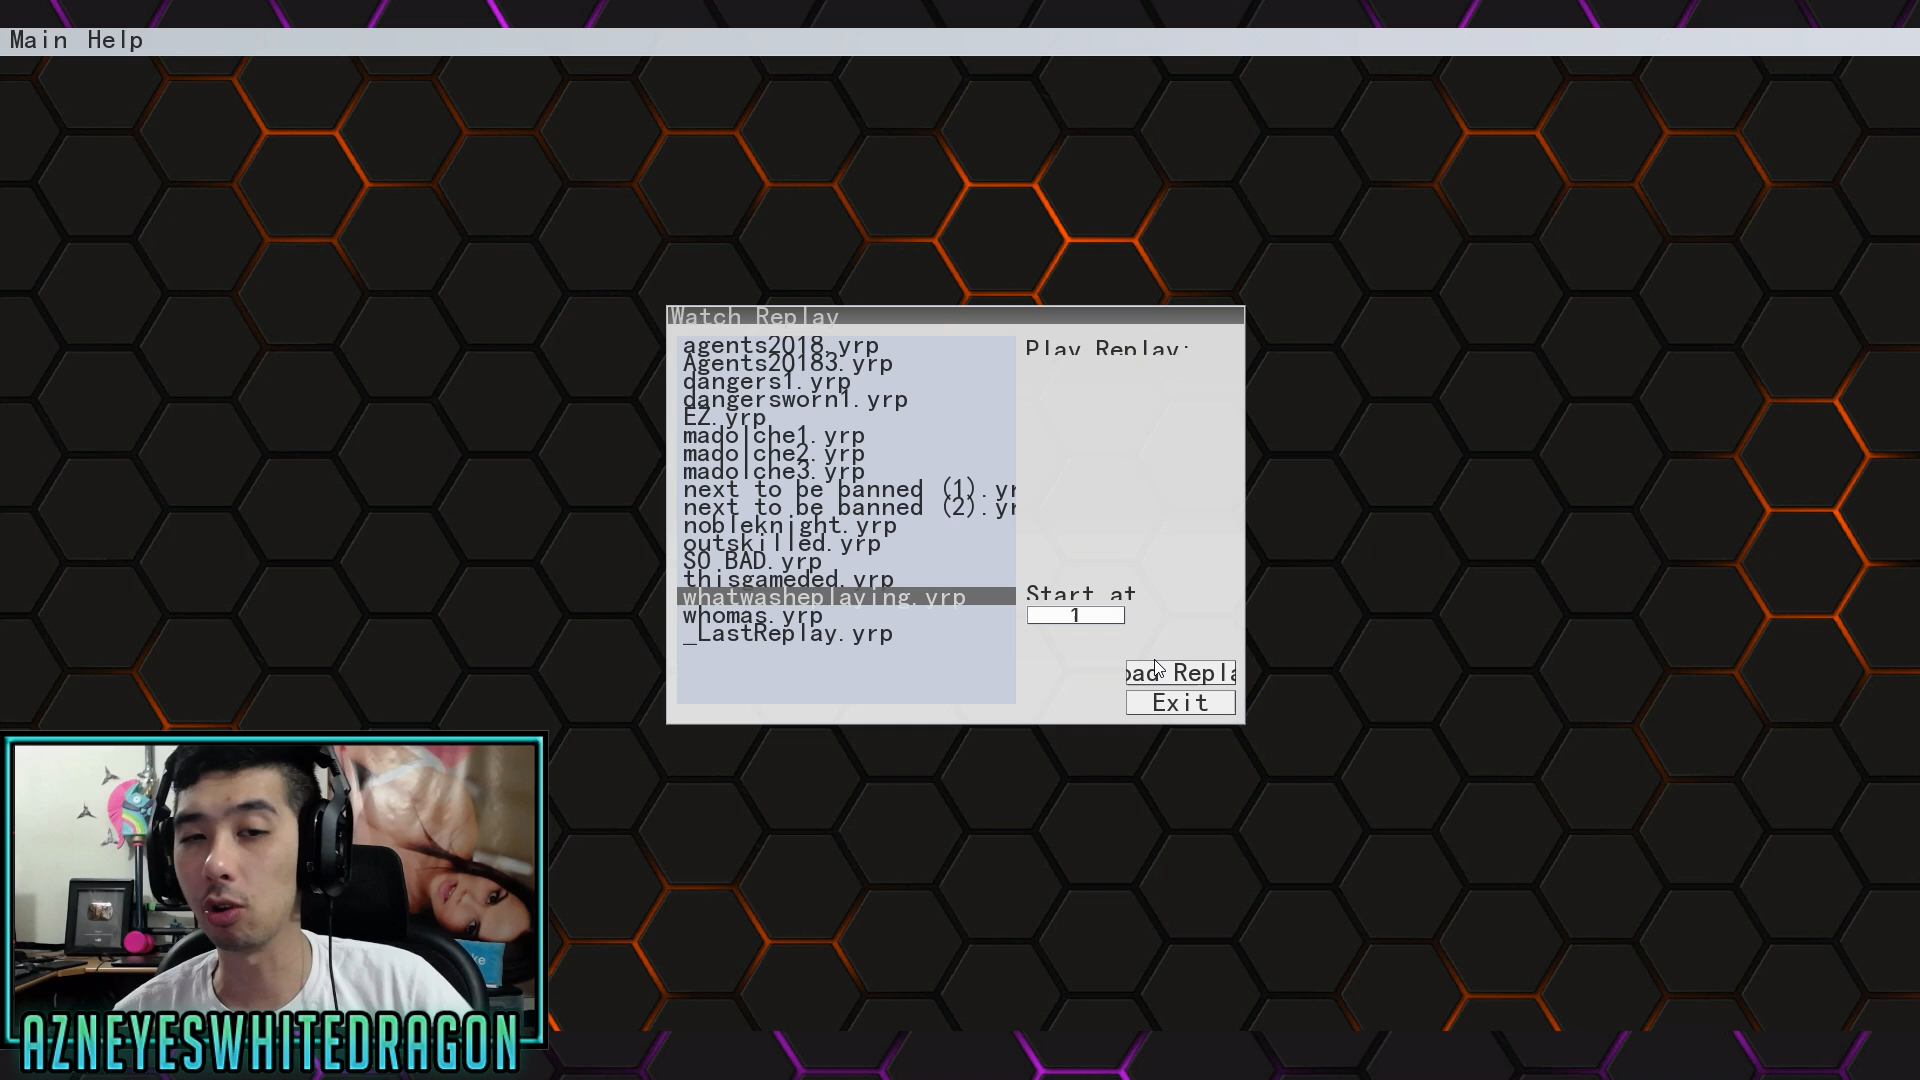 Main Help
Watch Replay
agents2018.yrp
Agents20183.yrp
dangers1.yrp
dangersworn1.yrp
EZ.yrp
madolche1.yrp
madolche2.yrp
madolche3.yrp
next to be banned (1).yr
next to be banned (2).yr
nobleknight.yrp
outskilled.yrp
SO BAD.yrp
thisgameded.yrp
whatwasheplaying.yrp
whomas.yrp
_LastReplay.yrp
Play Replay:
Start at
1
oad Repla
Exit
AZNEYESWHITEDRAGON